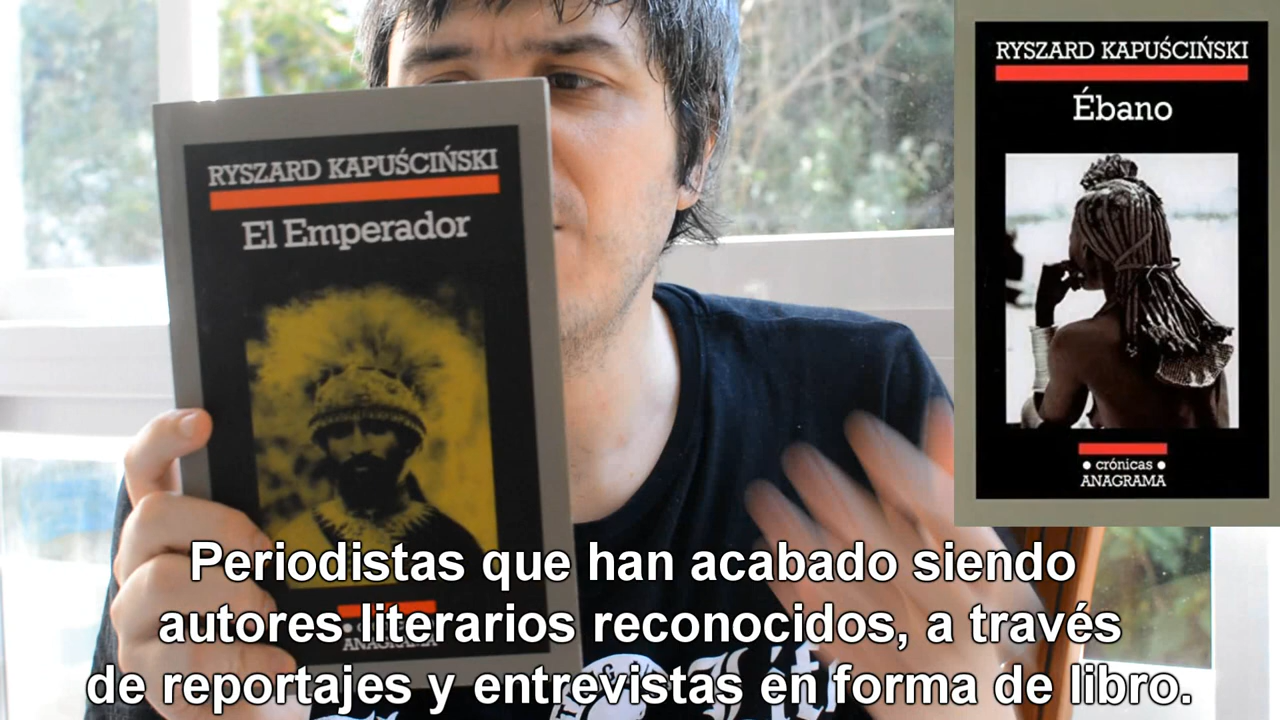 RYSZARD KAPUŚCIŃSKI
El Emperador
ANAGRAMA
RYSZARD KAPUŚCIŃSKI
Ébano
• crónicas •
ANAGRAMA
Periodistas que han acabado siendo
autores literarios reconocidos, a través
de reportajes y entrevistas en forma de libro.